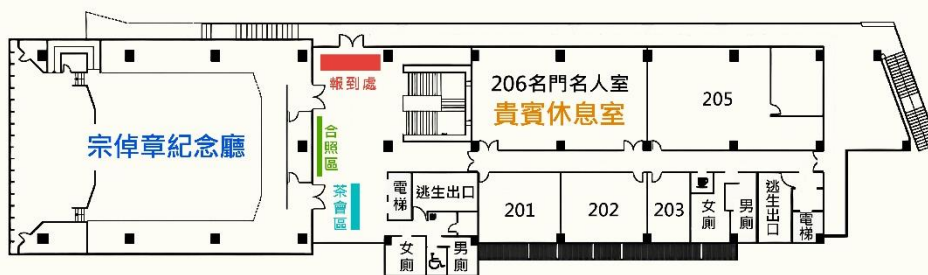 宗倬章紀念廳
報到處
合照區
茶會區
電梯
逃生出口
女廁
男廁
206名門名人室
貴賓休息室
205
201
202
203
女廁
男廁
逃生出口
電梯